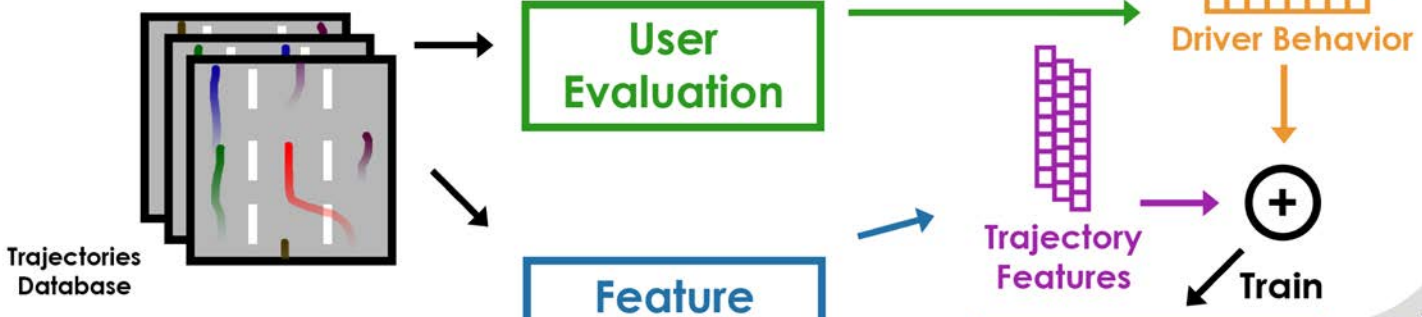 User
Evaluation
Driver Behavior
Trajectories
Database
Trajectory
Features
+
Train
Feature